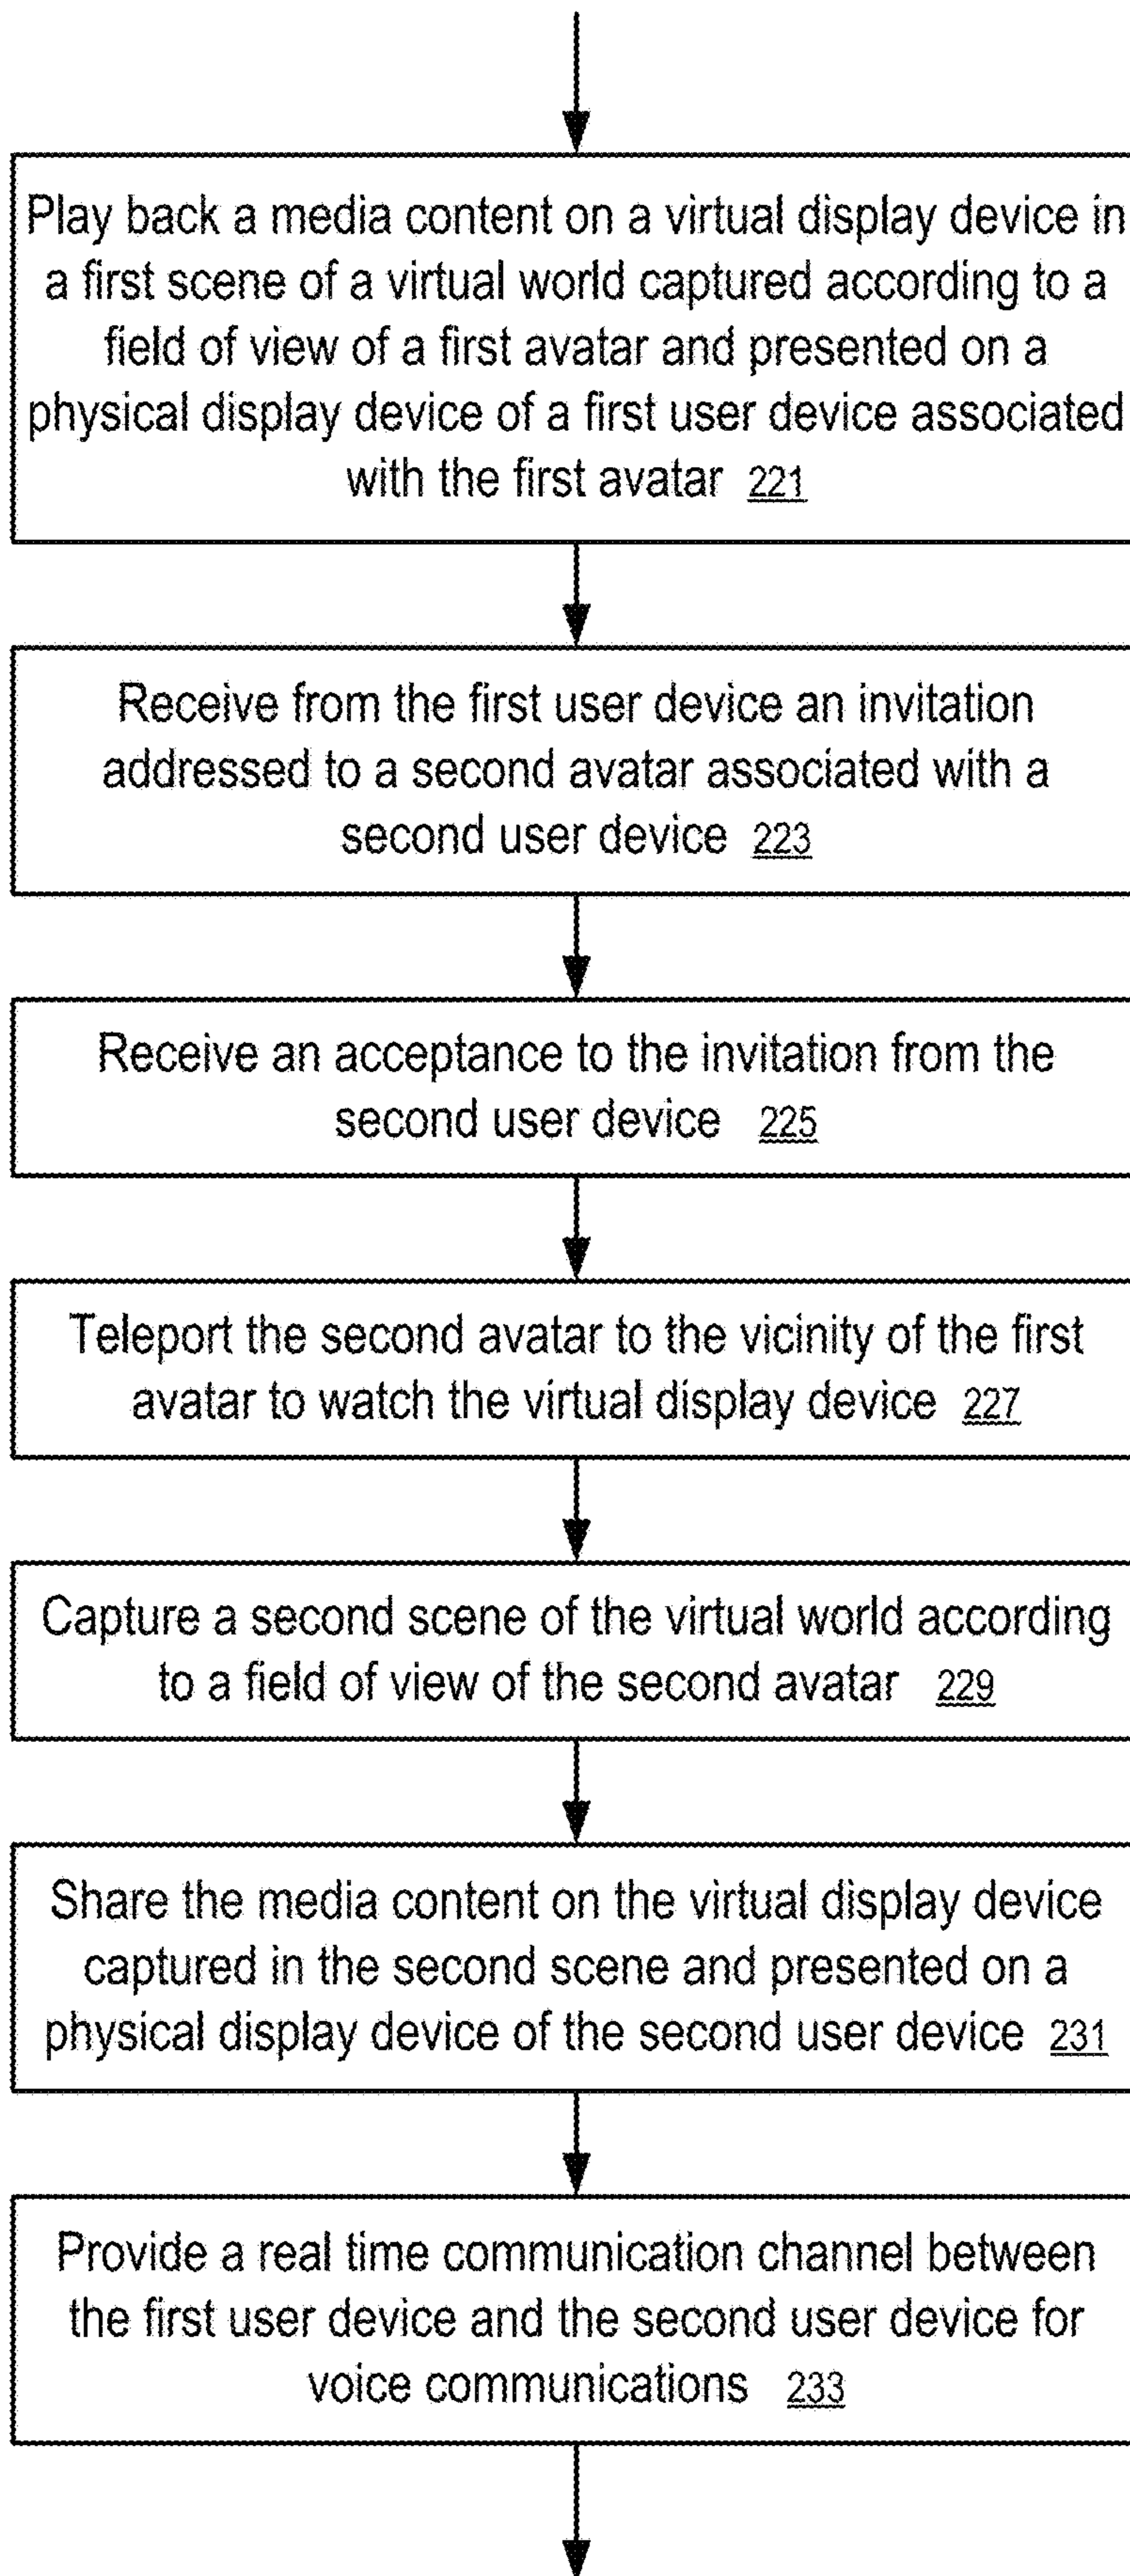 Play back a media content on a virtual display device in
a first scene of a virtual world captured according to a
field of view of a first avatar and presented on a
physical display device of a first user device associated
with the first avatar 221
Receive from the first user device an invitation
addressed to a second avatar associated with a
second user device 223
Receive an acceptance to the invitation from the
second user device 225
Teleport the second avatar to the vicinity of the first
avatar to watch the virtual display device 227
Capture a second scene of the virtual world according
to a field of view of the second avatar 229
Share the media content on the virtual display device
captured in the second scene and presented on a
physical display device of the second user device 231
Provide a real time communication channel between
the first user device and the second user device for
voice communications 233